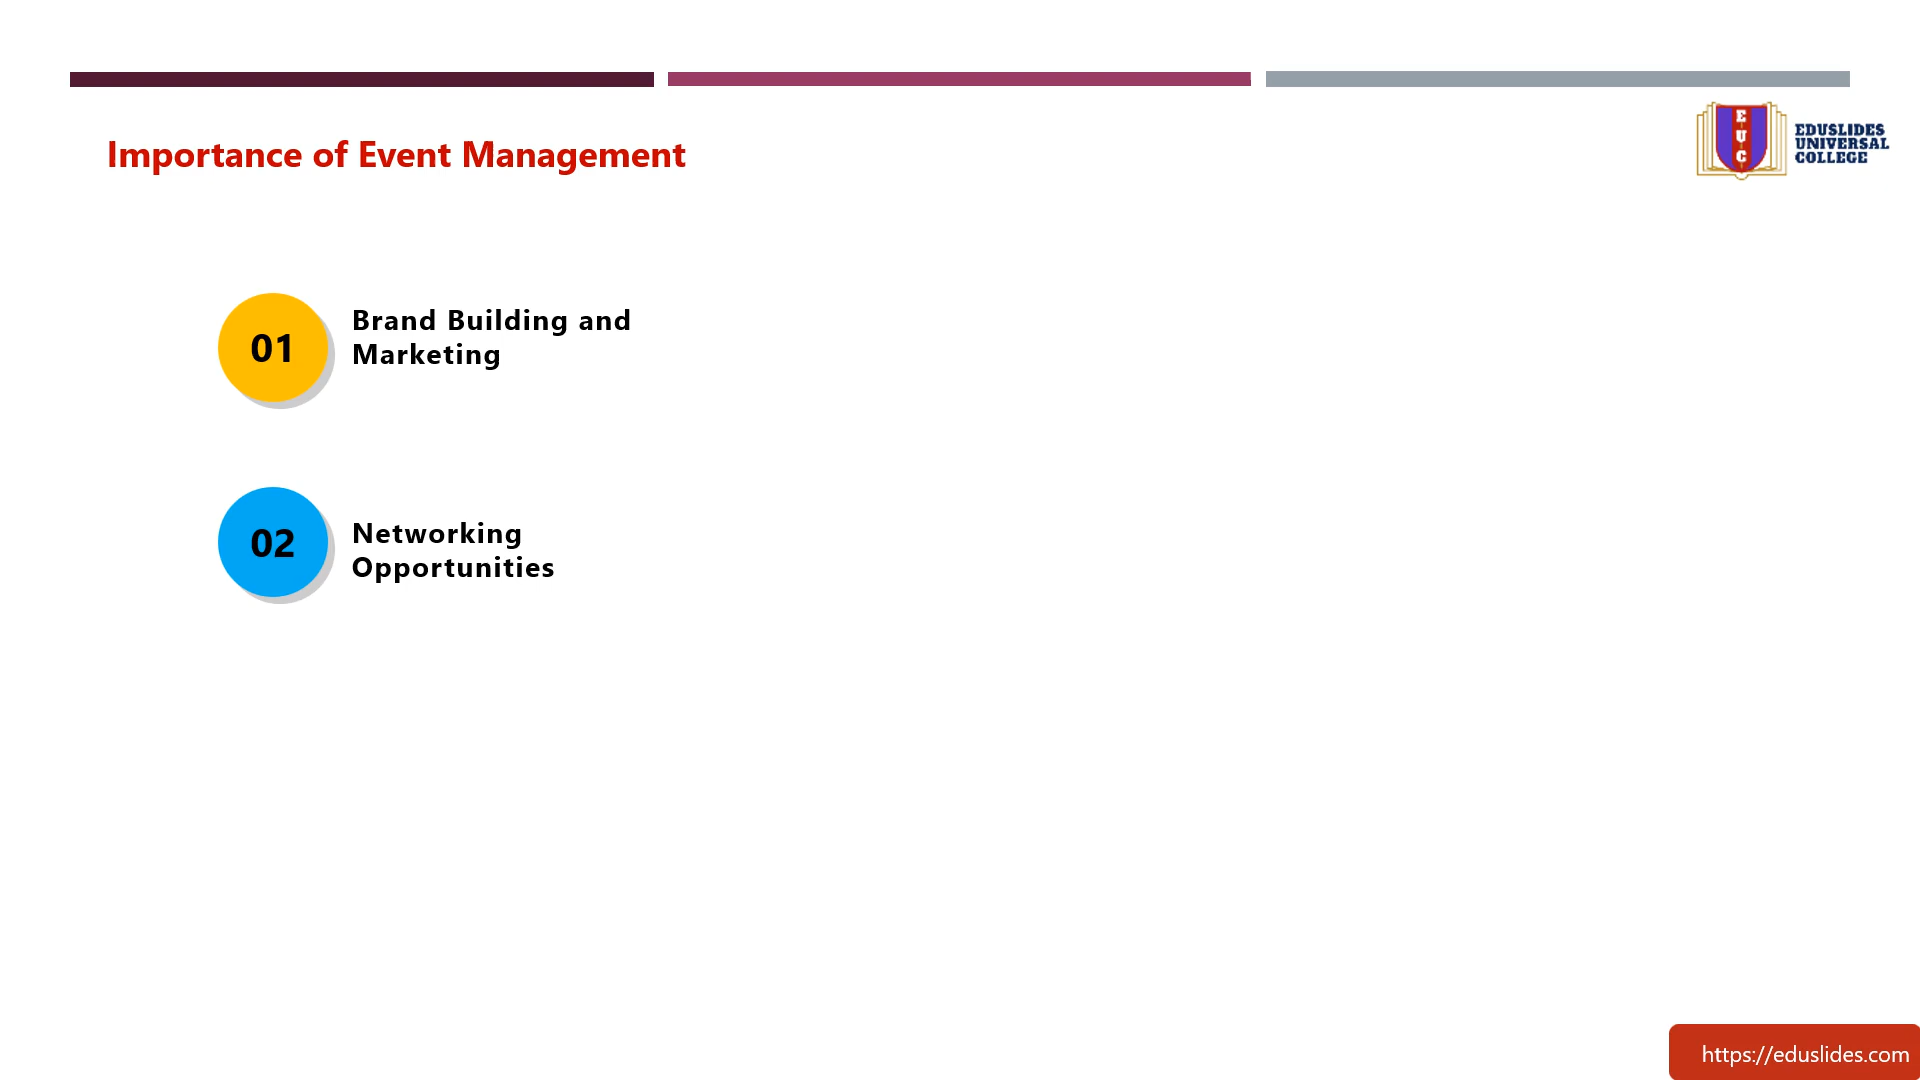 Importance of Event Management
E
U
C
EDUSLIDES
UNIVERSAL
COLLEGE
01
Brand Building and
Marketing
02
Networking
Opportunities
https://eduslides.com